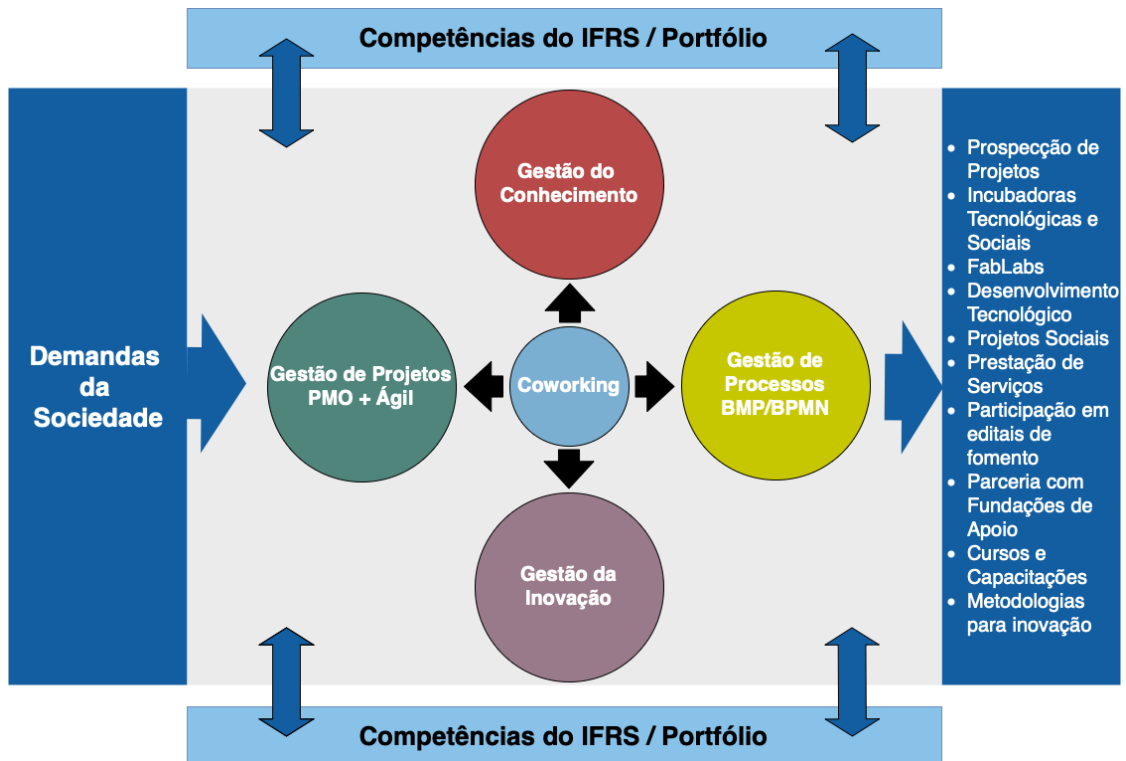 Competências do IFRS / Portfólio
Demandas
da
Sociedade
Gestão do
Conhecimento
Gestão de Projetos
PMO + Ágil
Coworking
Gestão de
Processos
BMP/BPMN
Gestão da
Inovação
• Prospecção de
Projetos
• Incubadoras
Tecnológicas e
Sociais
• FabLabs
• Desenvolvimento
Tecnológico
• Projetos Sociais
• Prestação de
Serviços
• Participação em
editais de
fomento
• Parceria com
Fundações de
Apoio
• Cursos e
Capacitações
• Metodologias
para inovação
Competências do IFRS / Portfólio